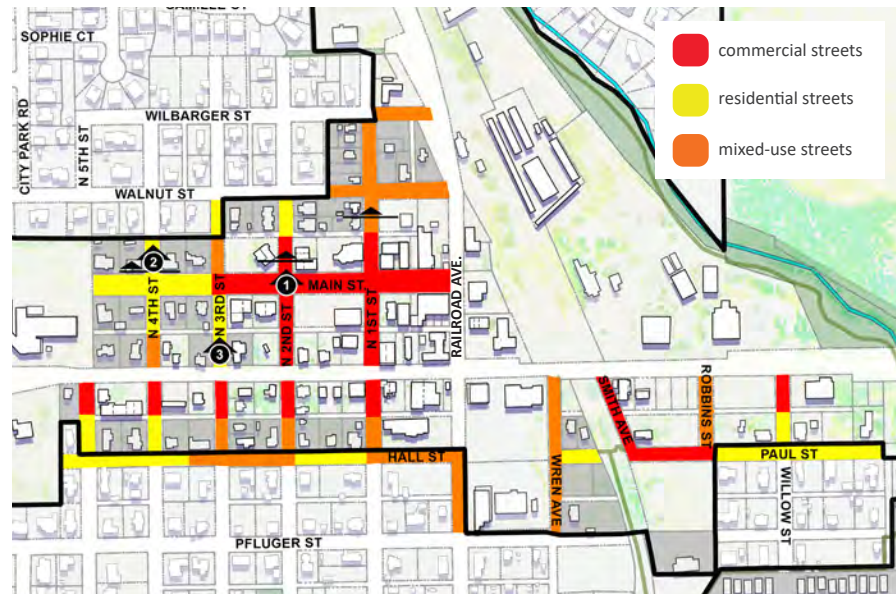 SAMELL CT
SOPHIE CT
commercial streets
residential streets
mixed-use streets
CITY PARK RD
N 5TH ST
WILBARGER ST
WALNUT ST
2
1
MAIN ST.
N 4TH ST
N 3RD ST
N 2ND ST
N 1ST ST
RAILROAD AVE.
3
SMITH AVE
ROBBINS ST
HALL ST
WREN AVE
PAUL ST
WILLOW ST
PFLUGER ST